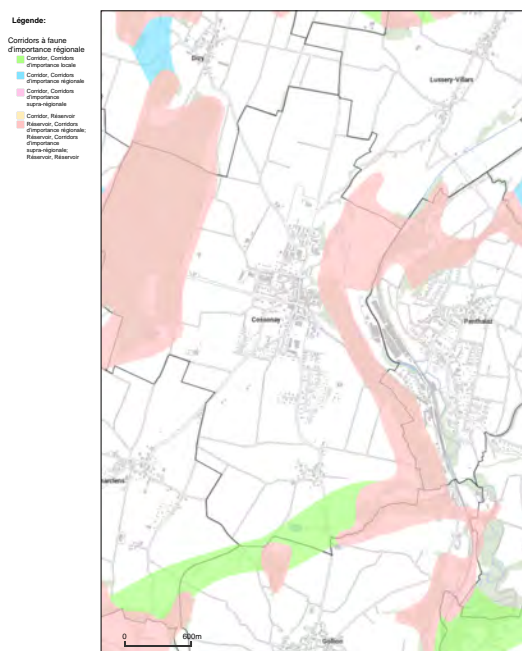 Légende:
Corridors à faune
d'importance régionale
Corridor, Corridors
d'importance locale
Corridor, Corridors
d'importance régionale
Corridor, Corridors
d'importance
supra-régionale
Corridor, Réservoir
Réservoir, Corridors
d'importance régionale;
Réservoir, Corridors
d'importance
supra-régionale;
Réservoir, Réservoir
Dizy
Lussery-Villars
Cossonay
Penthalaz
Gollion
0 600m